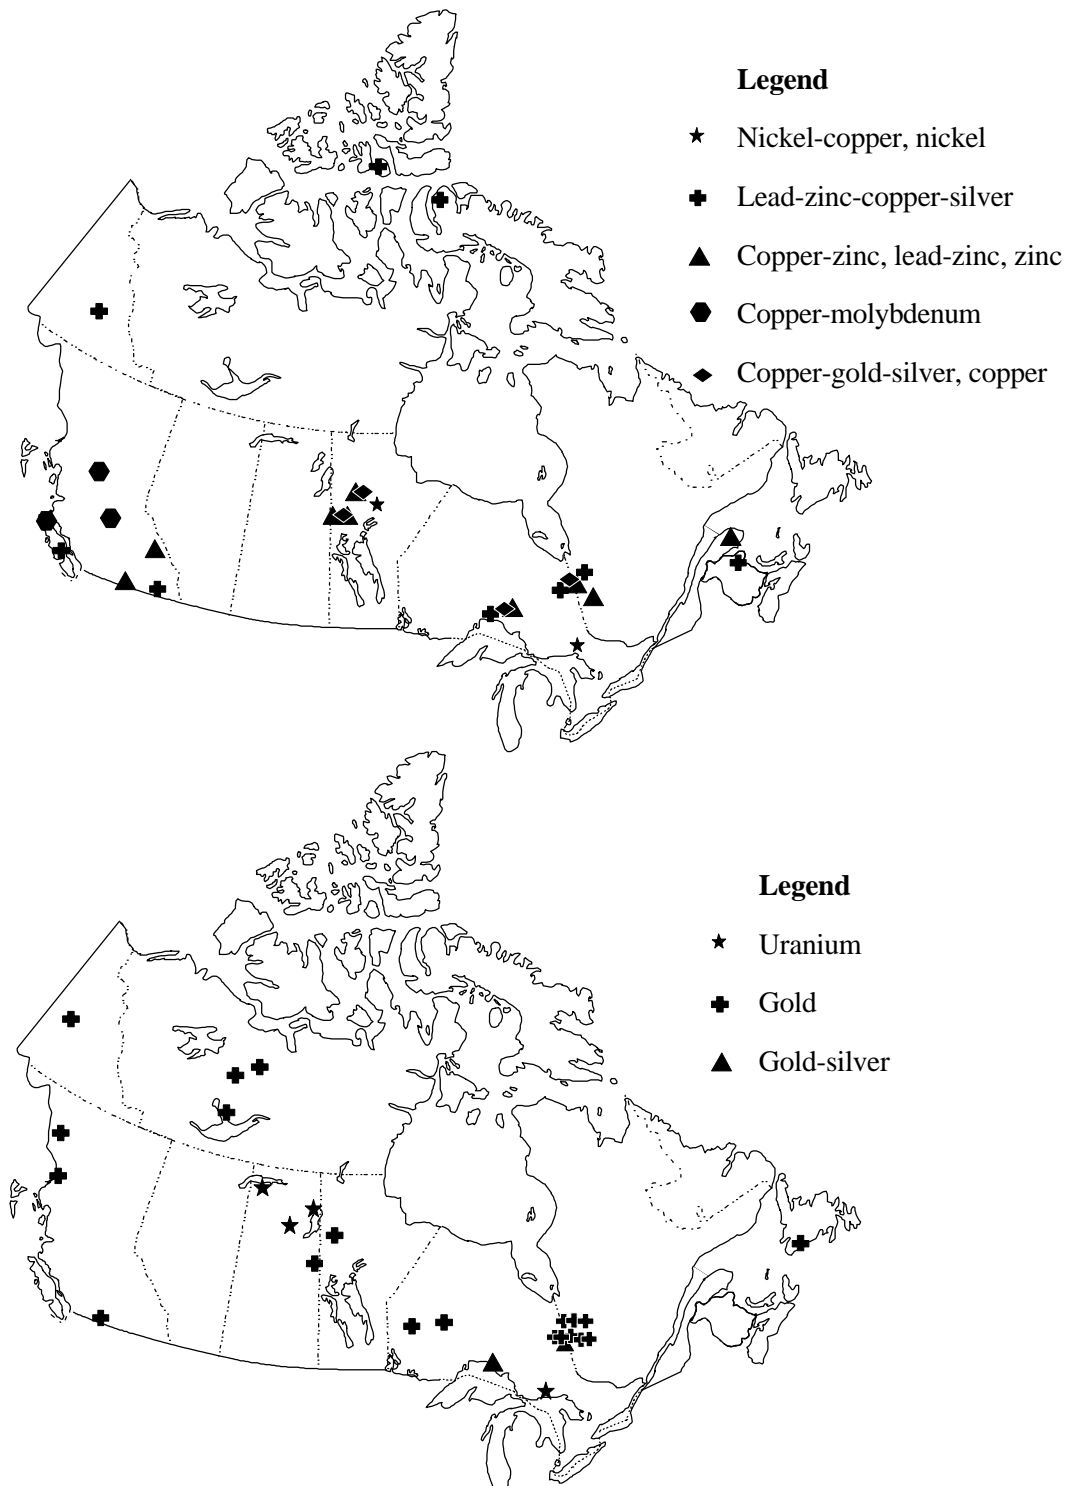 Legend
Nickel-copper, nickel
Lead-zinc-copper-silver
Copper-zinc, lead-zinc, zinc
Copper-molybdenum
Copper-gold-silver, copper
Legend
Uranium
Gold
Gold-silver